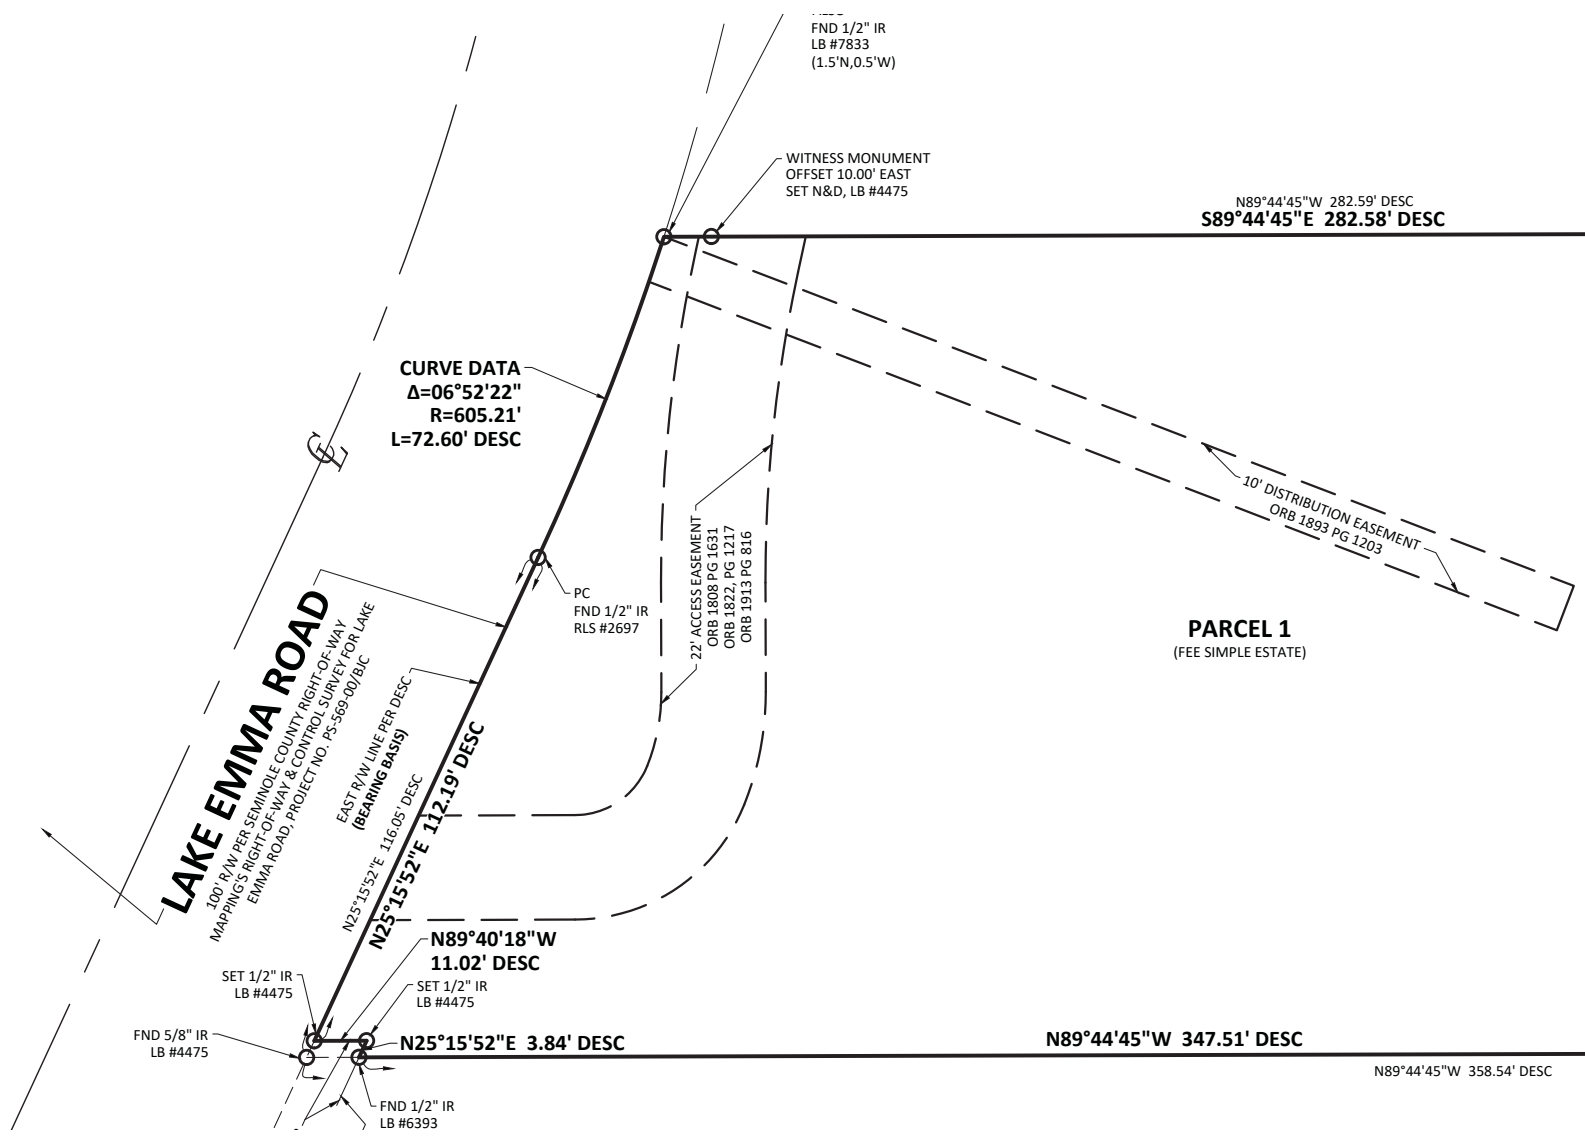 FND 1/2" IR
LB #7833
(1.5'N,0.5'W)
WITNESS MONUMENT
OFFSET 10.00' EAST
SET N&D, LB #4475
N89°44'45"W 282.59' DESC
S89°44'45"E 282.58' DESC
CURVE DATA
Δ=06°52'22"
R=605.21'
L=72.60' DESC
℄
10' DISTRIBUTION EASEMENT
ORB 1893 PG 1203
22' ACCESS EASEMENT
ORB 1808 PG 1631
ORB 1822, PG 1217
ORB 1913 PG 816
PC
FND 1/2" IR
RLS #2697
PARCEL 1
(FEE SIMPLE ESTATE)
LAKE EMMA ROAD
100' R/W PER SEMINOLE COUNTY RIGHT-OF-WAY
MAPPING'S RIGHT-OF-WAY & CONTROL SURVEY FOR LAKE
EMMA ROAD, PROJECT NO. PS-569-00/BJC
EAST R/W LINE PER DESC
(BEARING BASIS)
N25°15'52"E 116.05' DESC
N25°15'52"E 112.19' DESC
N89°40'18"W
11.02' DESC
SET 1/2" IR
LB #4475
SET 1/2" IR
LB #4475
FND 5/8" IR
LB #4475
N25°15'52"E 3.84' DESC
N89°44'45"W 347.51' DESC
N89°44'45"W 358.54' DESC
FND 1/2" IR
LB #6393